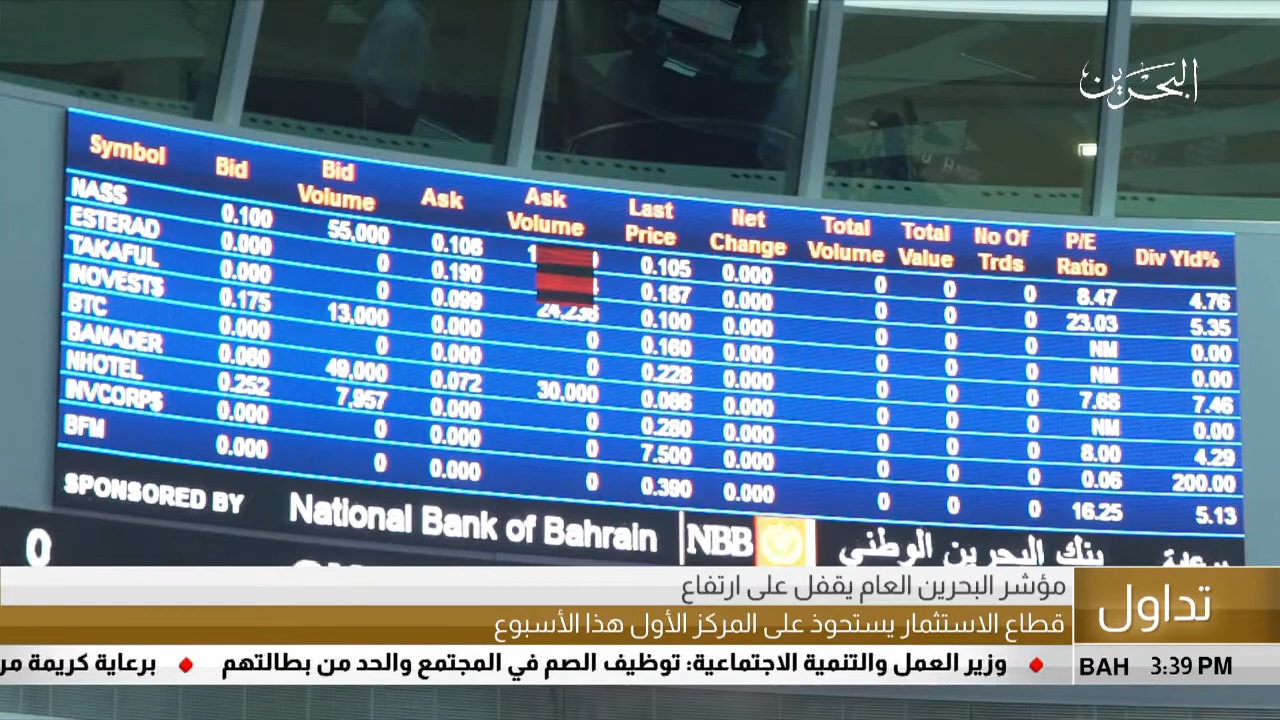 البحرين
Symbol Bid Bid Volume Ask Ask Volume Last Price Net Change Total Volume Total Value No Of Trds P/E Ratio Div Yld%
NASS 0.100 55,000 0.106 0.105 0.000 0 0 0 8.47 4.76
ESTERAD 0.000 0 0.190 0.187 0.000 0 0 0 23.03 5.35
TAKAFUL 0.000 0 0.099 0.100 0.000 0 0 0 NM 0.00
INOVEST$ 0.175 13,000 0.000 0 0.160 0.000 0 0 0 NM 0.00
BTC 0.000 0 0.000 0 0.228 0.000 0 0 0 7.68 7.46
BANADER 0.060 49,000 0.072 30,000 0.066 0.000 0 0 0 NM 0.00
NHOTEL 0.252 7,957 0.000 0 0.280 0.000 0 0 0 8.00 4.29
INVCORP$ 0.000 0 0.000 0 7.500 0.000 0 0 0 0.06 200.00
BFM 0.000 0 0.000 0 0.390 0.000 0 0 0 16.25 5.13
SPONSORED BY National Bank of Bahrain NBB بنك البحرين الوطني
0
تداول
مؤشر البحرين العام يقفل على ارتفاع
قطاع الاستثمار يستحوذ على المركز الأول هذا الأسبوع
BAH 3:39 PM
وزير العمل والتنمية الاجتماعية: توظيف الصم في المجتمع والحد من بطالتهم ♦ برعاية كريمة